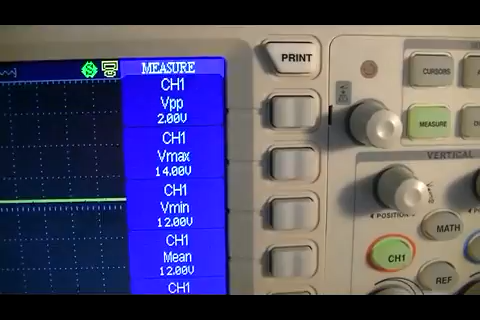 MEASURE
CH1
Vpp
2.00V
CH1
Vmax
14.00V
CH1
Vmin
12.00V
CH1
Mean
12.00V
CH1
PRINT
CURSORS
MEASURE
VERTICAL
POSITION
MATH
CH1
REF